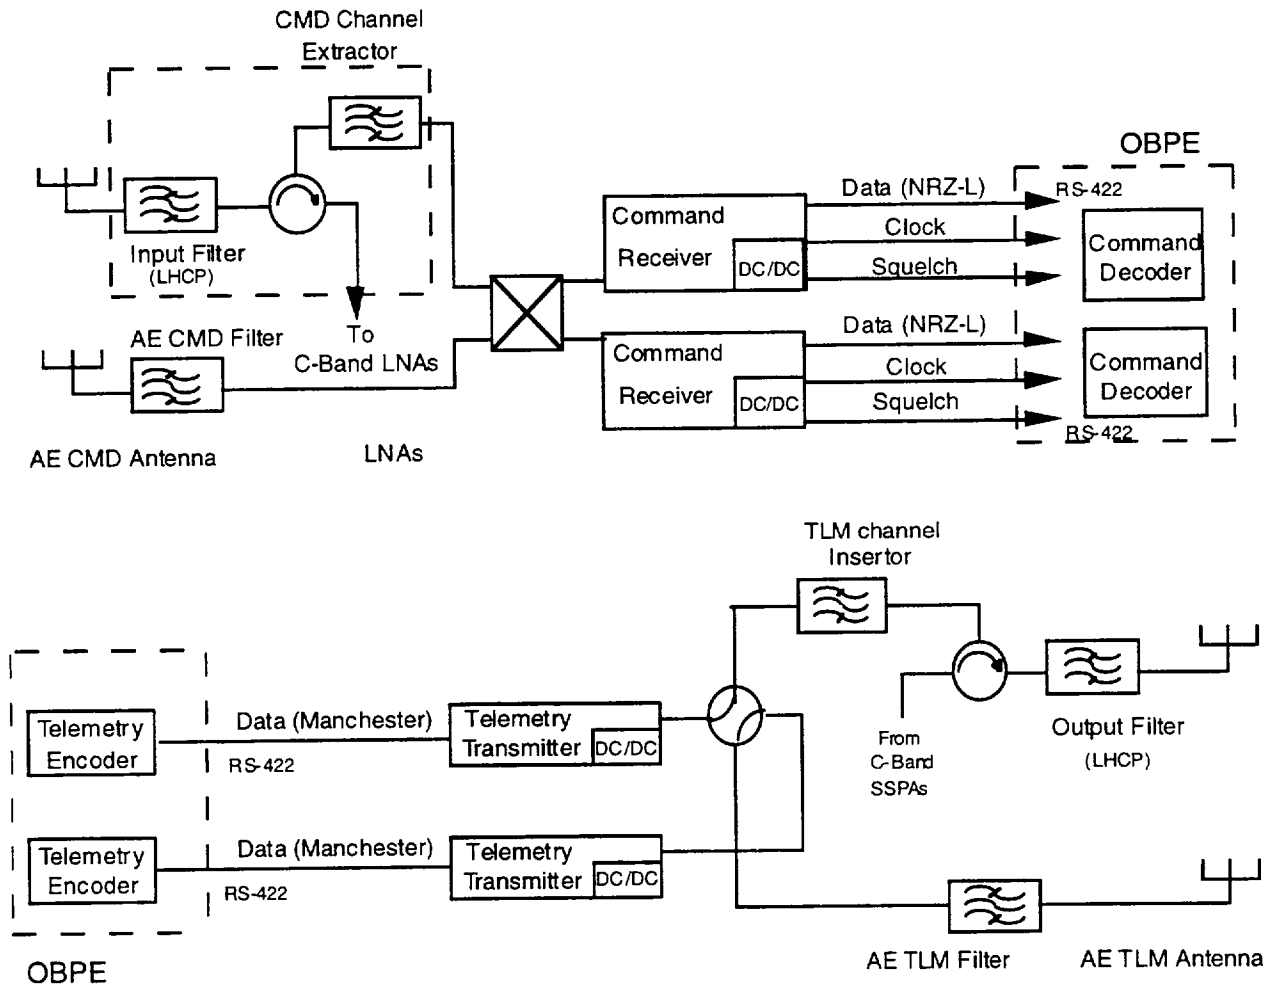 CMD Channel
Extractor
Input Filter
(LHCP)
To
C-Band LNAs
AE CMD Filter
AE CMD Antenna
LNAs
Command
Receiver
DC/DC
Data (NRZ-L)
Clock
Squelch
OBPE
RS-422
Command
Decoder
Command
Receiver
DC/DC
Data (NRZ-L)
Clock
Squelch
Command
Decoder
RS-422
TLM channel
Insertor
Telemetry
Encoder
Data (Manchester)
RS-422
Telemetry
Transmitter
DC/DC
From
C-Band
SSPAs
Output Filter
(LHCP)
Telemetry
Encoder
Data (Manchester)
RS-422
Telemetry
Transmitter
DC/DC
OBPE
AE TLM Filter
AE TLM Antenna